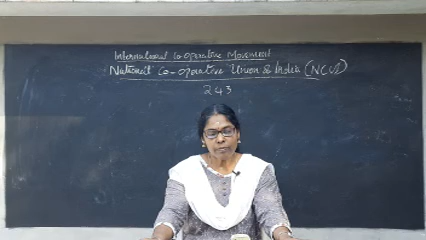 International Co-operative Movement
National Co-operative Union of India (NCUI)
243